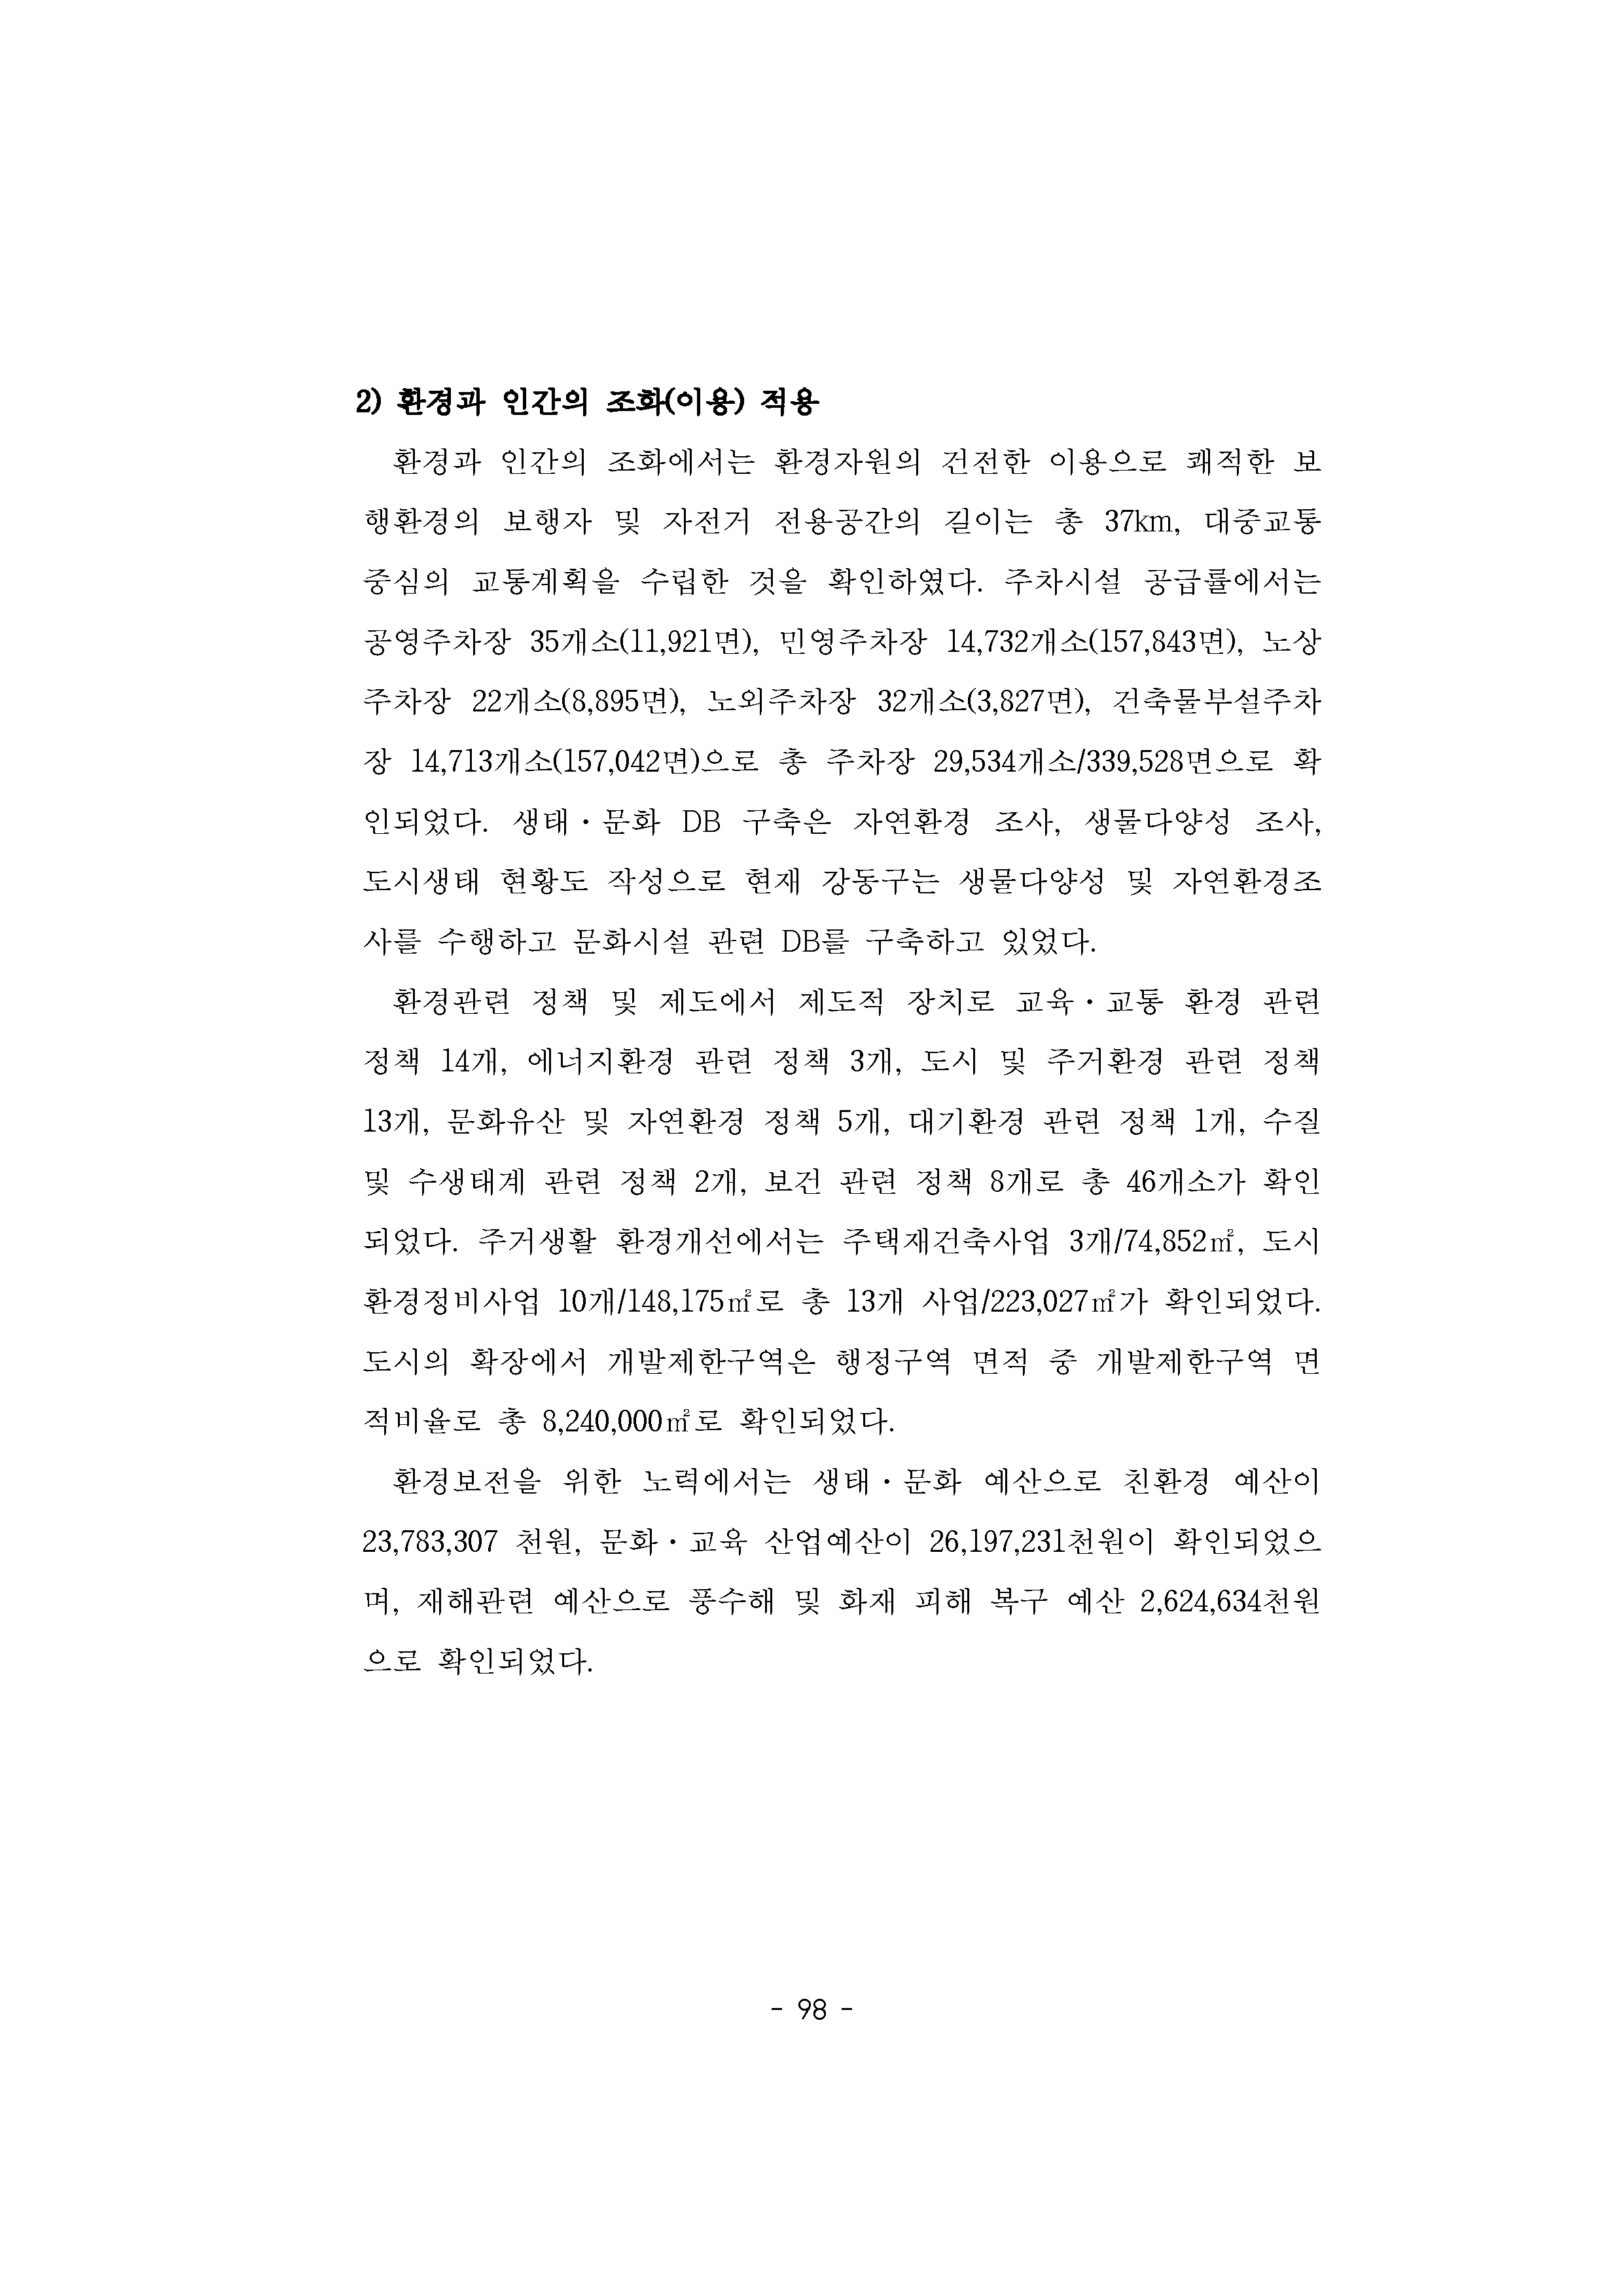 2) 환경과 인간의 조화(이용) 적용
환경과 인간의 조화에서는 환경자원의 건전한 이용으로 쾌적한 보
행환경의 보행자 및 자전거 전용공간의 길이는 총 37km, 대중교통
중심의 교통계획을 수립한 것을 확인하였다. 주차시설 공급률에서는
공영주차장 35개소(11,921면), 민영주차장 14,732개소(157,843면), 노상
주차장 22개소(8,895면), 노외주차장 32개소(3,827면), 건축물부설주차
장 14,713개소(157,042면)으로 총 주차장 29,534개소/339,528면으로 확
인되었다. 생태・문화 DB 구축은 자연환경 조사, 생물다양성 조사,
도시생태 현황도 작성으로 현재 강동구는 생물다양성 및 자연환경조
사를 수행하고 문화시설 관련 DB를 구축하고 있었다.
환경관련 정책 및 제도에서 제도적 장치로 교육・교통 환경 관련
정책 14개, 에너지환경 관련 정책 3개, 도시 및 주거환경 관련 정책
13개, 문화유산 및 자연환경 정책 5개, 대기환경 관련 정책 1개, 수질
및 수생태계 관련 정책 2개, 보건 관련 정책 8개로 총 46개소가 확인
되었다. 주거생활 환경개선에서는 주택재건축사업 3개/74,852㎡, 도시
환경정비사업 10개/148,175㎡로 총 13개 사업/223,027㎡가 확인되었다.
도시의 확장에서 개발제한구역은 행정구역 면적 중 개발제한구역 면
적비율로 총 8,240,000㎡로 확인되었다.
환경보전을 위한 노력에서는 생태・문화 예산으로 친환경 예산이
23,783,307 천원, 문화・교육 산업예산이 26,197,231천원이 확인되었으
며, 재해관련 예산으로 풍수해 및 화재 피해 복구 예산 2,624,634천원
으로 확인되었다.
- 98 -